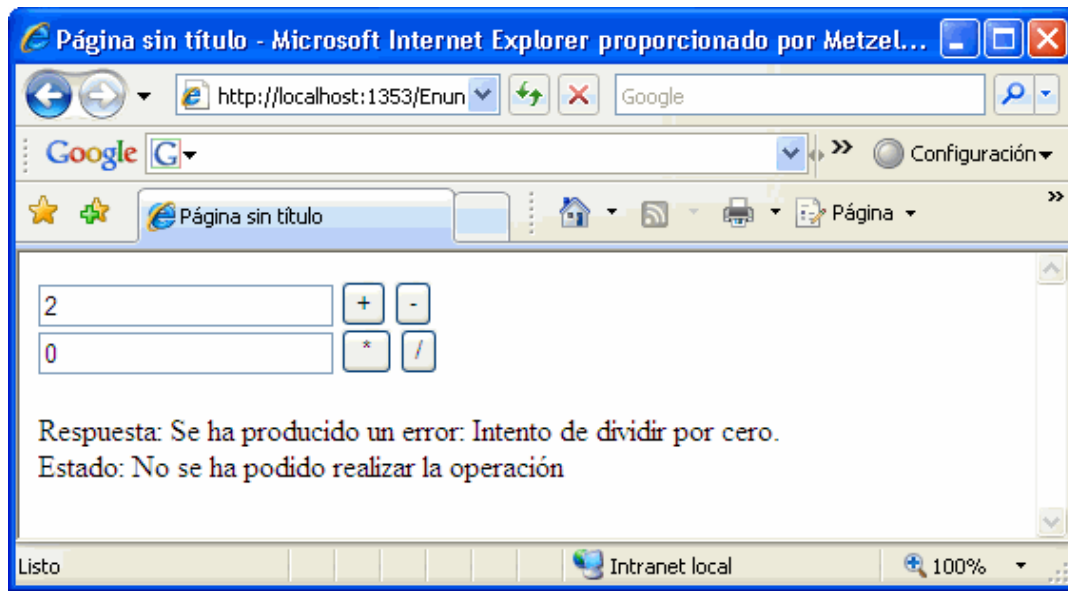 Página sin título - Microsoft Internet Explorer proporcionado por Metzel...
http://localhost:1353/Enun
Google
Google G
» Configuración
Página sin título
Página »
2 + -
0 * /
Respuesta: Se ha producido un error: Intento de dividir por cero.
Estado: No se ha podido realizar la operación
Listo Intranet local 100%